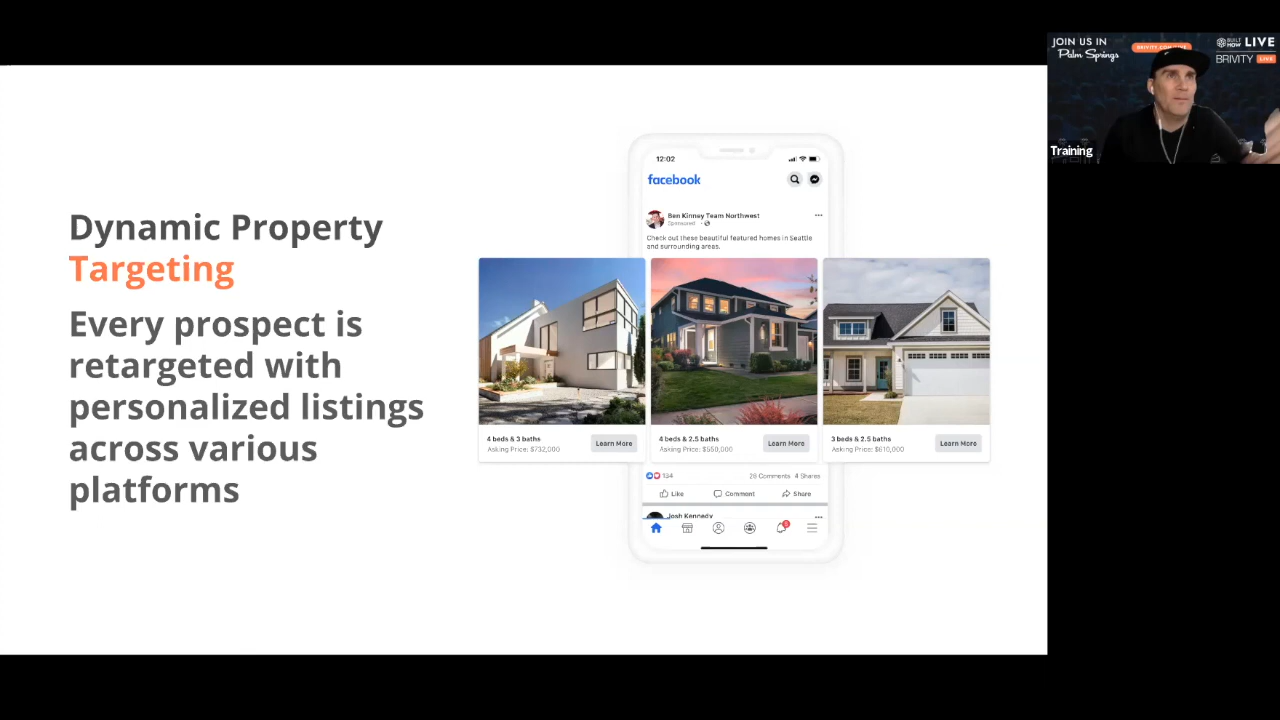 Dynamic Property
Targeting
Every prospect is
retargeted with
personalized listings
across various
platforms
12:02
facebook
Ben Kinney Team Northwest
Sponsored
Check out these beautiful featured homes in Seattle
and surrounding areas.
4 beds & 3 baths
Asking Price: $732,000
Learn More
4 beds & 2.5 baths
Asking Price: $550,000
Learn More
3 beds & 2.5 baths
Asking Price: $610,000
Learn More
134
28 Comments 4 Shares
Like
Comment
Share
Josh Kennedy
JOIN US IN
Palm Springs
BUILT HOW LIVE
BRIVITY LIVE
Training